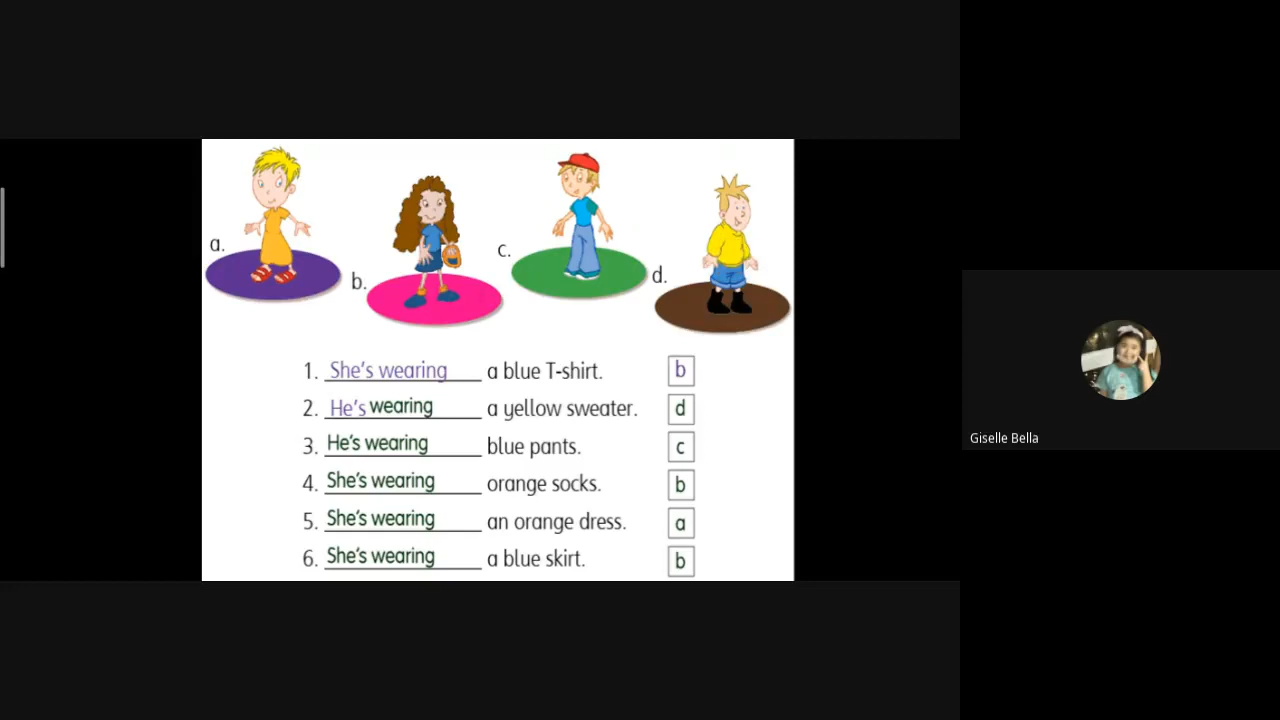 a.
b.
c.
d.
1. She's wearing a blue T-shirt. b
2. He's wearing a yellow sweater. d
3. He's wearing blue pants. c
4. She's wearing orange socks. b
5. She's wearing an orange dress. a
6. She's wearing a blue skirt. b
Giselle Bella